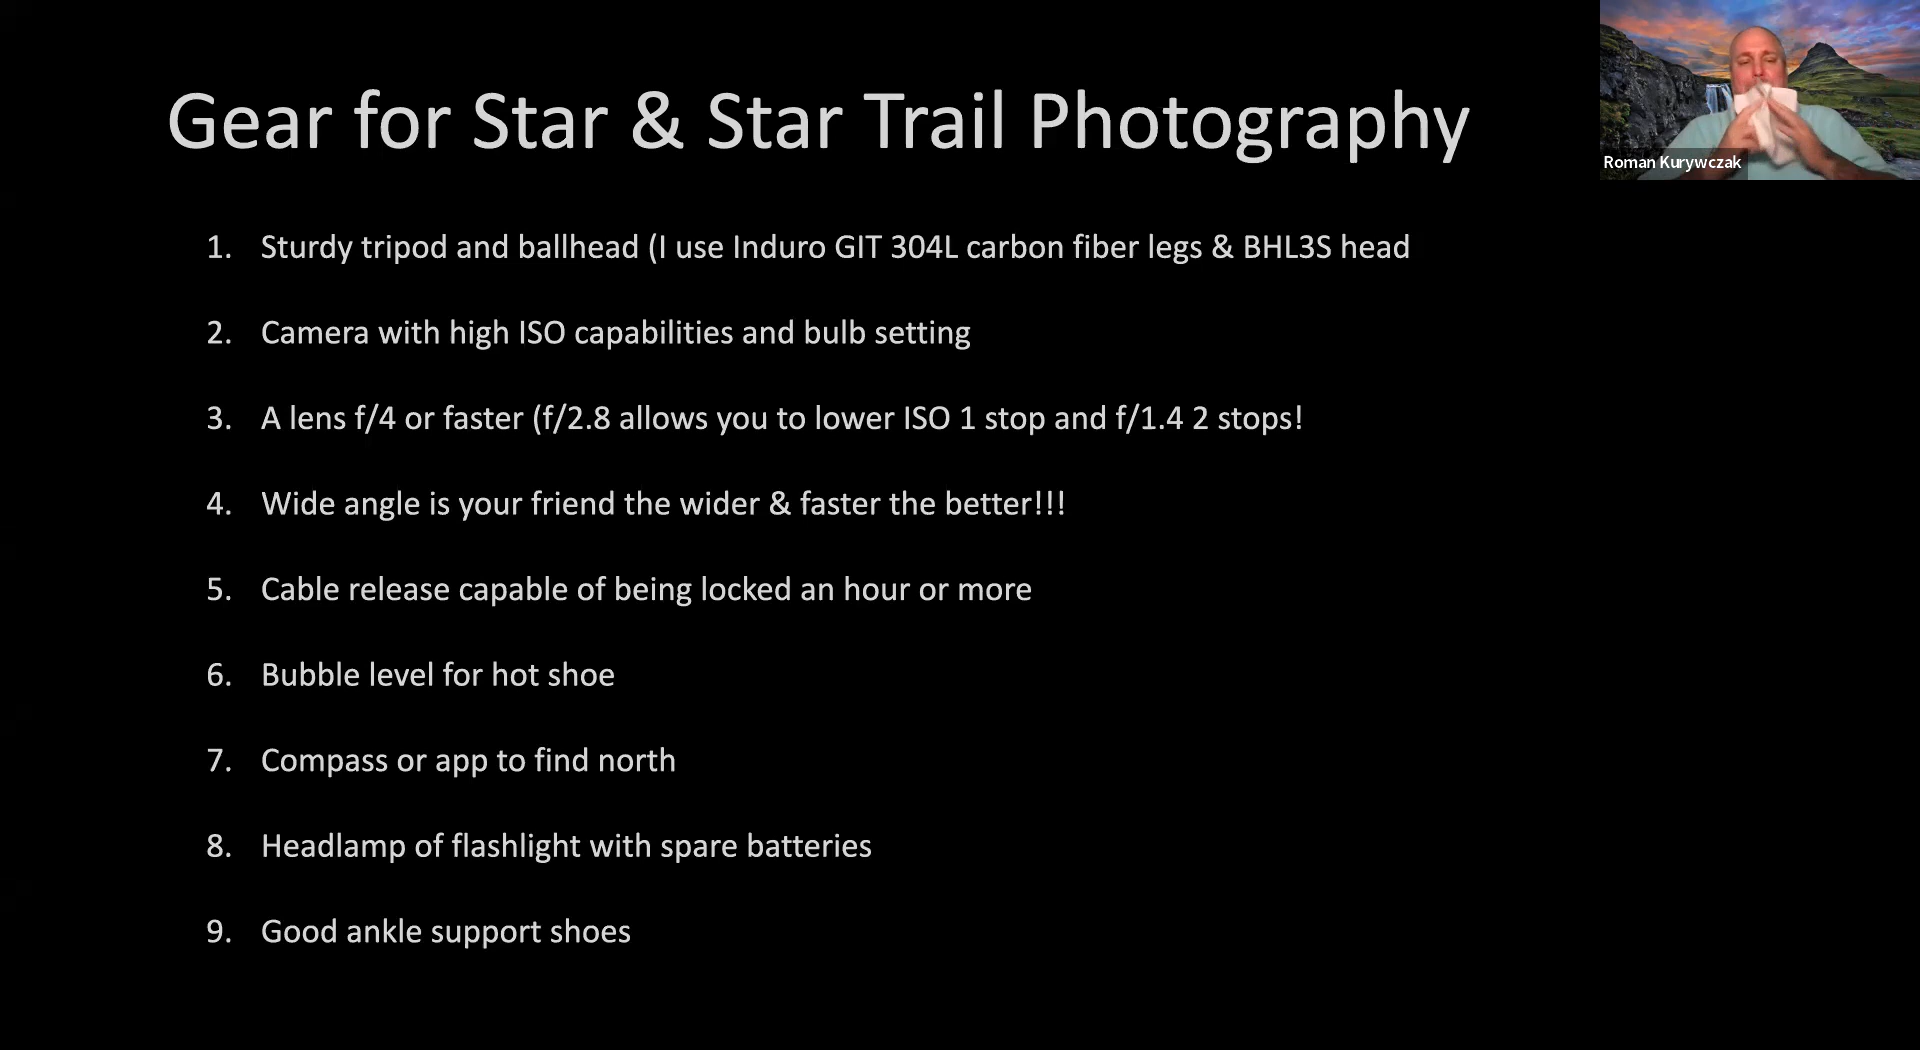 Gear for Star & Star Trail Photography
Roman Kurywczak
1. Sturdy tripod and ballhead (I use Induro GIT 304L carbon fiber legs & BHL3S head
2. Camera with high ISO capabilities and bulb setting
3. A lens f/4 or faster (f/2.8 allows you to lower ISO 1 stop and f/1.4 2 stops!
4. Wide angle is your friend the wider & faster the better!!!
5. Cable release capable of being locked an hour or more
6. Bubble level for hot shoe
7. Compass or app to find north
8. Headlamp of flashlight with spare batteries
9. Good ankle support shoes